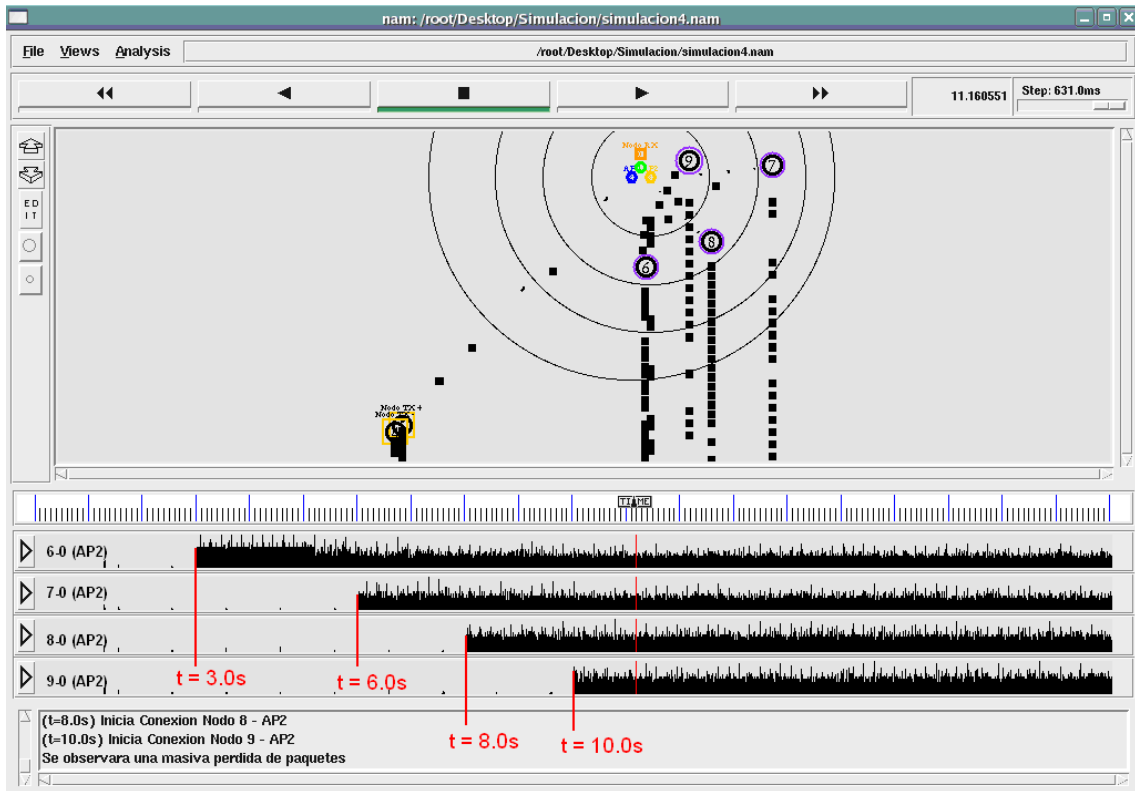 nam: /root/Desktop/Simulacion/simulacion4.nam
File Views Analysis /root/Desktop/Simulacion/simulacion4.nam
11.160551 Step: 631.0ms
ED
IT
Nodo RX
9
7
8
6
Nodo TX +
Nodo
TIME
6-0 (AP2)
7-0 (AP2)
8-0 (AP2)
9-0 (AP2)
t = 3.0s
t = 6.0s
t = 8.0s
t = 10.0s
(t=8.0s) Inicia Conexion Nodo 8 - AP2
(t=10.0s) Inicia Conexion Nodo 9 - AP2
Se observara una masiva perdida de paquetes